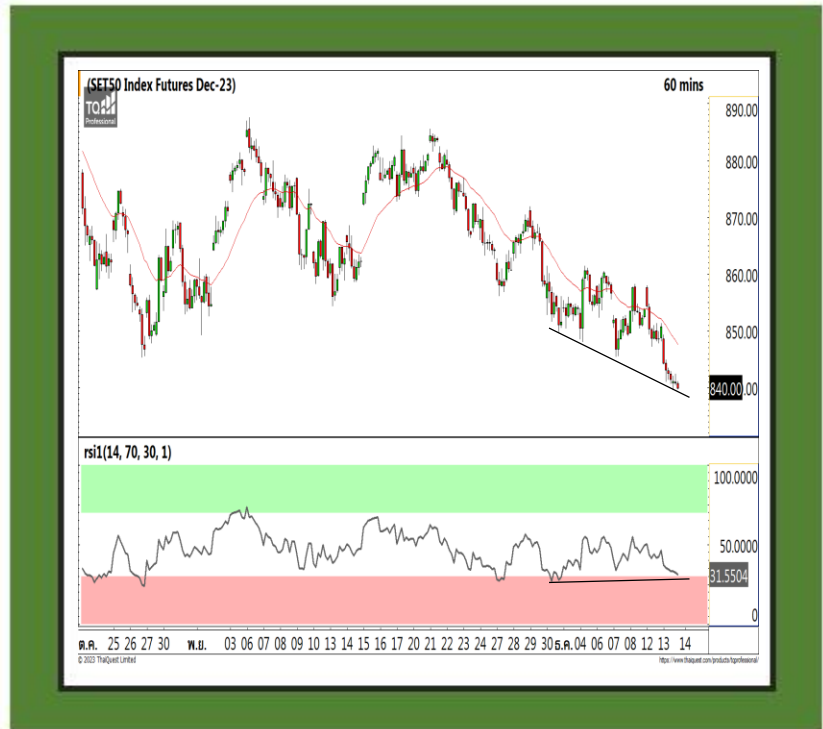 (SET50 Index Futures Dec-23) 60 mins
TQ
Professional
890.00
880.00
870.00
860.00
850.00
840.00 .00
rsi1(14, 70, 30, 1)
100.0000
50.0000
31.5504
0
ต.ค. 25 26 27 30 พ.ย. 03 06 07 08 09 10 13 14 15 16 17 20 21 22 23 24 27 28 29 30 ธ.ค. 04 06 07 08 12 13 14
© 2023 ThaiQuest Limited https://www.thaiquest.com/products/tqprofessional/